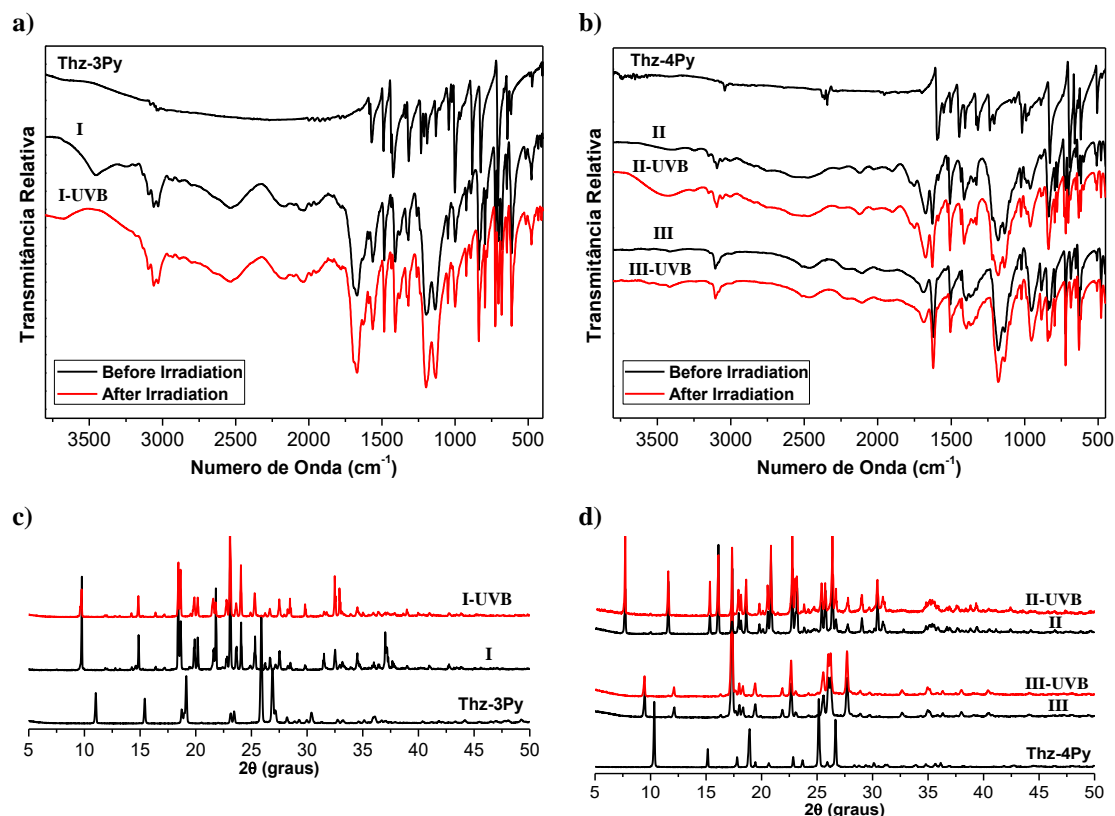 a)
Thz-3Py
I
I-UVB
Before Irradiation
After Irradiation
Transmitância Relativa
3500 3000 2500 2000 1500 1000 500
Numero de Onda (cm⁻¹)
b)
Thz-4Py
II
II-UVB
III
III-UVB
Before Irradiation
After Irradiation
Transmitância Relativa
3500 3000 2500 2000 1500 1000 500
Numero de Onda (cm⁻¹)
c)
I-UVB
I
Thz-3Py
5 10 15 20 25 30 35 40 45 50
2θ (graus)
d)
II-UVB
II
III-UVB
III
Thz-4Py
5 10 15 20 25 30 35 40 45 50
2θ (graus)